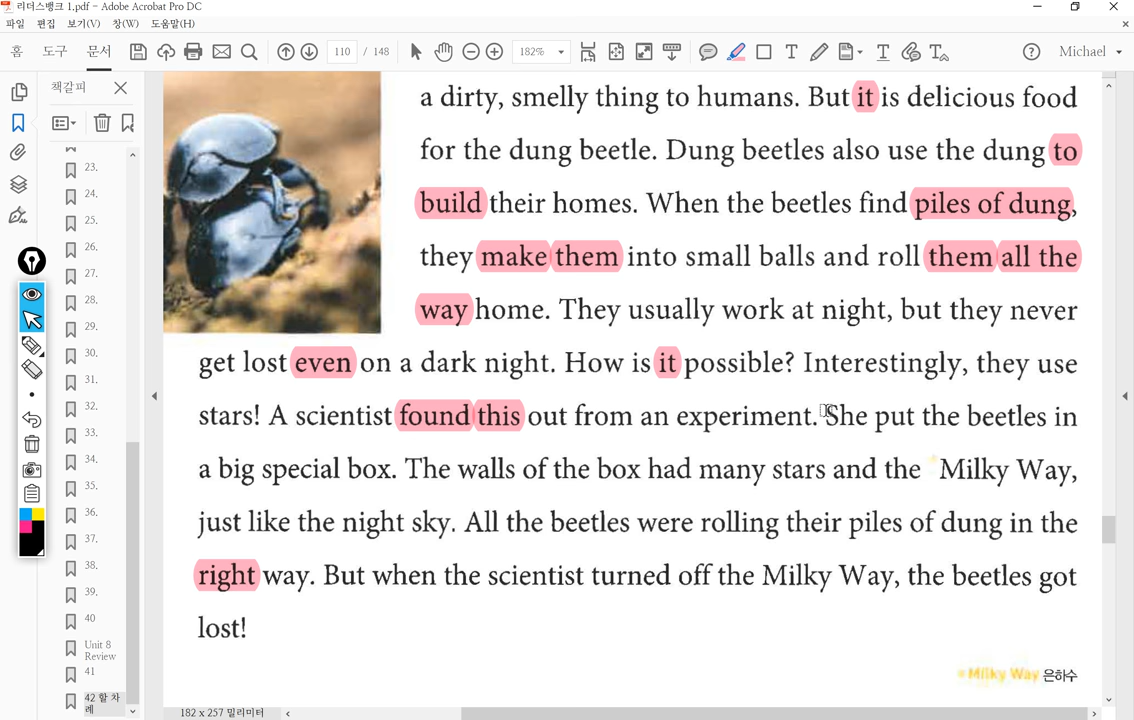 리더스뱅크 1.pdf - Adobe Acrobat Pro DC
파일 편집 보기(V) 창(W) 도움말(H)
홈 도구 문서 110 / 148 182% Michael
책갈피
23.
24.
25.
26.
27.
28.
29.
30.
31.
32.
33.
34.
35.
36.
37.
38.
39.
40
Unit 8
Review
41
42 할 차
례
a dirty, smelly thing to humans. But it is delicious food
for the dung beetle. Dung beetles also use the dung to
build their homes. When the beetles find piles of dung,
they make them into small balls and roll them all the
way home. They usually work at night, but they never
get lost even on a dark night. How is it possible? Interestingly, they use
stars! A scientist found this out from an experiment. She put the beetles in
a big special box. The walls of the box had many stars and the *Milky Way,
just like the night sky. All the beetles were rolling their piles of dung in the
right way. But when the scientist turned off the Milky Way, the beetles got
lost!
*Milky Way 은하수
182 x 257 밀리미터